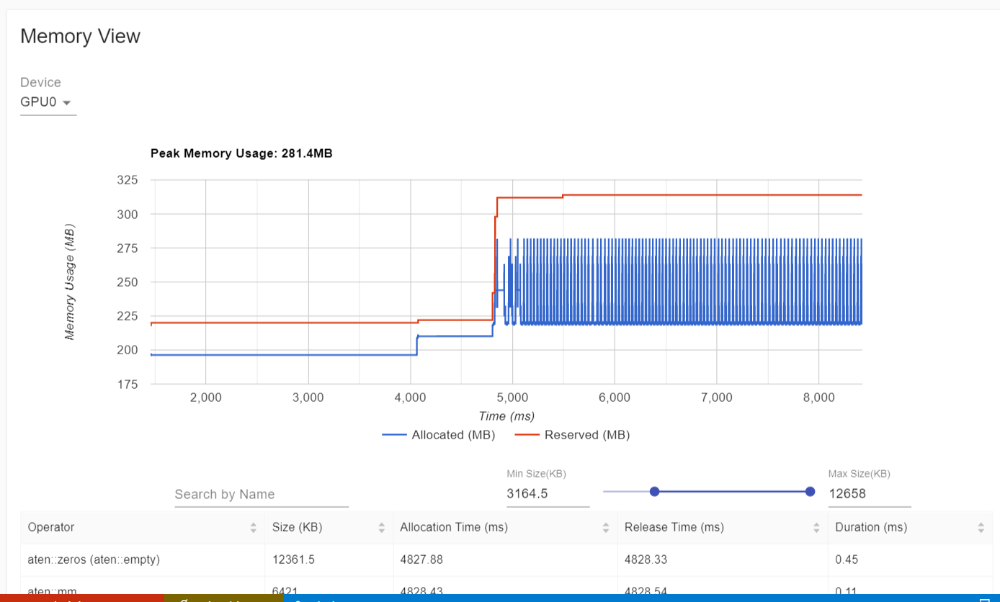 Memory View
Device
GPU0
Peak Memory Usage: 281.4MB
325
300
275
250
225
200
175
Memory Usage (MB)
2,000 3,000 4,000 5,000 6,000 7,000 8,000
Time (ms)
Allocated (MB) Reserved (MB)
Search by Name
Min Size(KB)
3164.5
Max Size(KB)
12658
Operator Size (KB) Allocation Time (ms) Release Time (ms) Duration (ms)
aten::zeros (aten::empty) 12361.5 4827.88 4828.33 0.45
aten::mm 6421 4828.43 4828.54 0.11